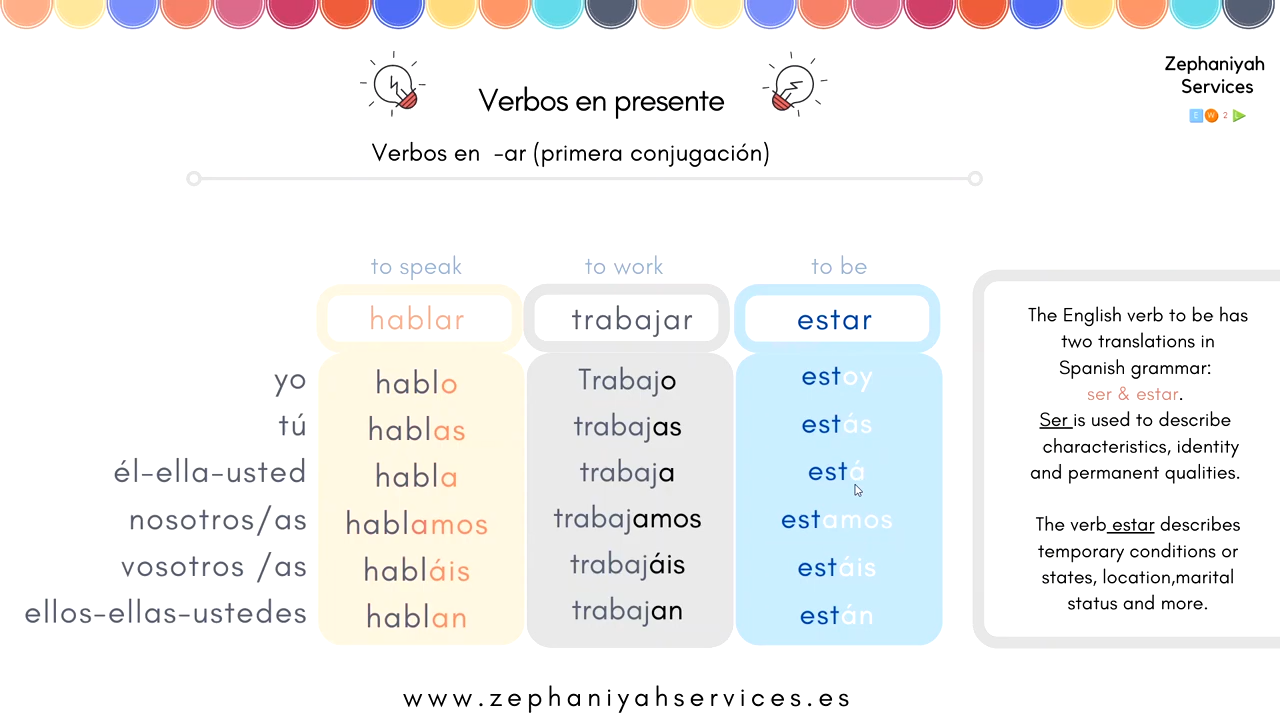 Zephaniyah
Services
E W 2
Verbos en presente
Verbos en -ar (primera conjugación)
to speak to work to be
hablar trabajar estar
yo hablo Trabajo estoy
tú hablas trabajas estás
él-ella-usted habla trabaja está
nosotros/as hablamos trabajamos estamos
vosotros /as habláis trabajáis estáis
ellos-ellas-ustedes hablan trabajan están
The English verb to be has
two translations in
Spanish grammar:
ser & estar.
Ser is used to describe
characteristics, identity
and permanent qualities.
The verb estar describes
temporary conditions or
states, location,marital
status and more.
www.zephaniyahservices.es